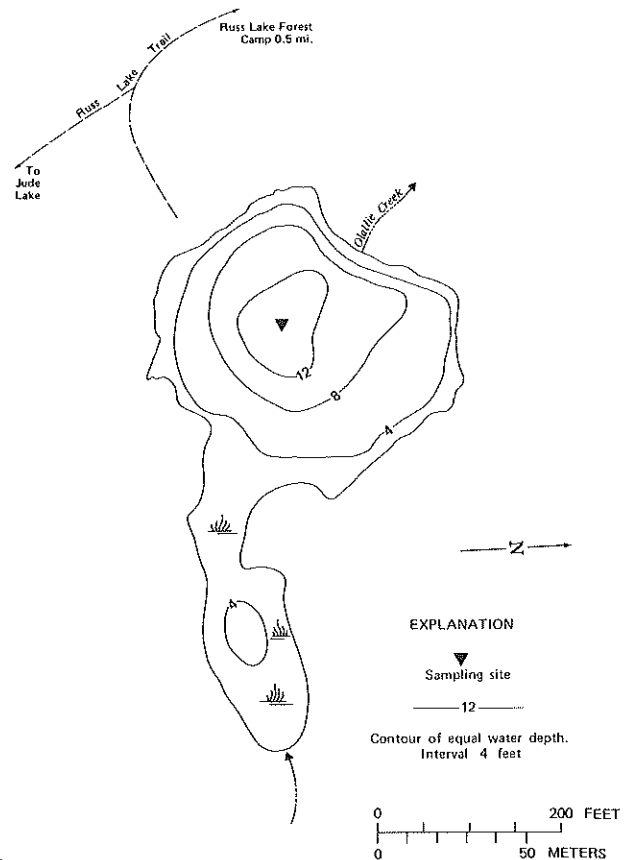 Russ Lake Forest
Camp 0.5 mi.
Russ Lake Trail
To
Jude
Lake
Olallie Creek
12
8
4
4
N
EXPLANATION
Sampling site
12
Contour of equal water depth.
Interval 4 feet
0 200 FEET
0 50 METERS